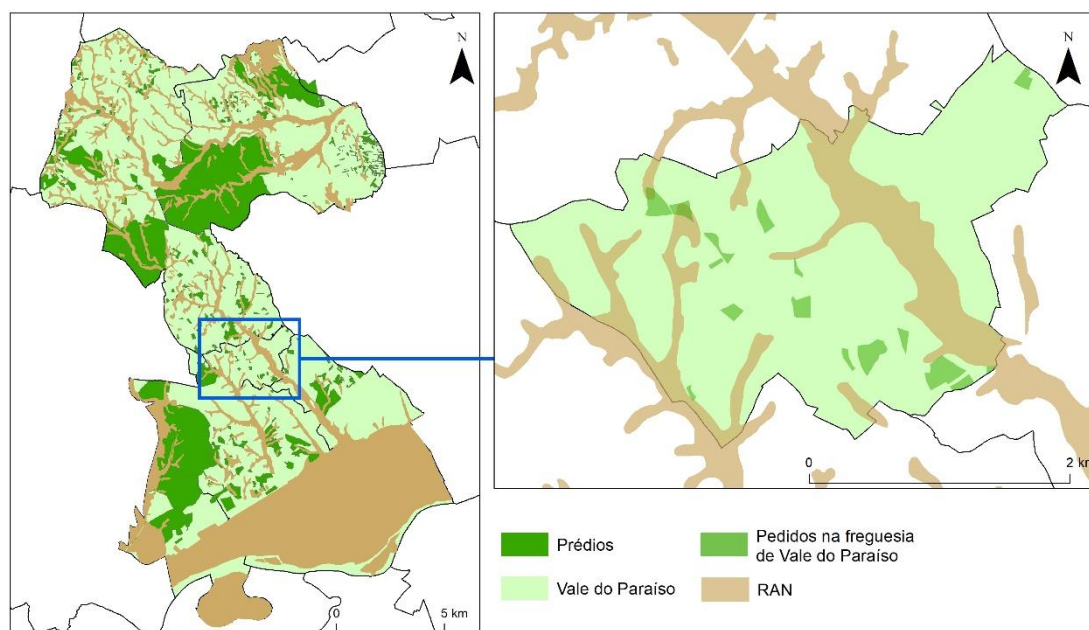 N
0
5 km
N
0
2 km
Prédios
Vale do Paraíso
Pedidos na freguesia
de Vale do Paraíso
RAN